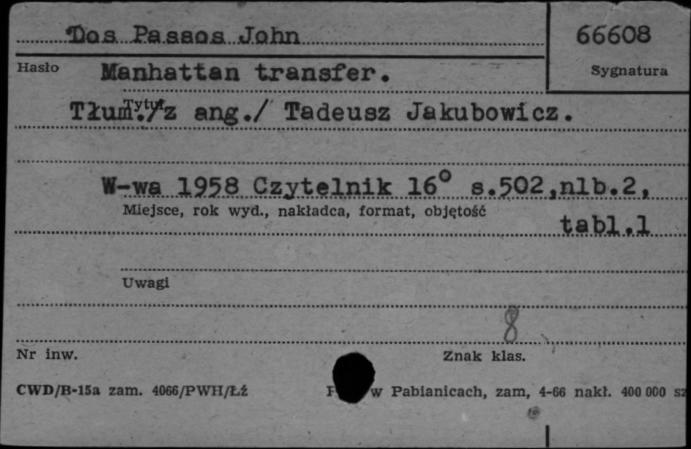 Dos Passos John
66608
Hasło
Sygnatura
Manhattan transfer.
Tytuł
Tłum./z ang./ Tadeusz Jakubowicz.
W-wa 1958 Czytelnik 16° s.502,nlb.2,
Miejsce, rok wyd., nakładca, format, objętość
tabl.1
Uwagi
8
Nr inw.
Znak klas.
CWD/B-15a zam. 4066/PWH/Łź
w Pabianicach, zam, 4-66 nakł. 400 000